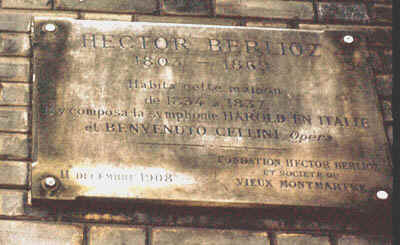 HECTOR BERLIOZ
1803 - 1869
Habita cette maison
de 1834 à 1837
Il y composa la symphonie HAROLD EN ITALIE
et BENVENUTO CELLINI Opéra
FONDATION HECTOR BERLIOZ
ET SOCIÉTÉ DU
VIEUX MONTMARTRE
11 DÉCEMBRE 1908